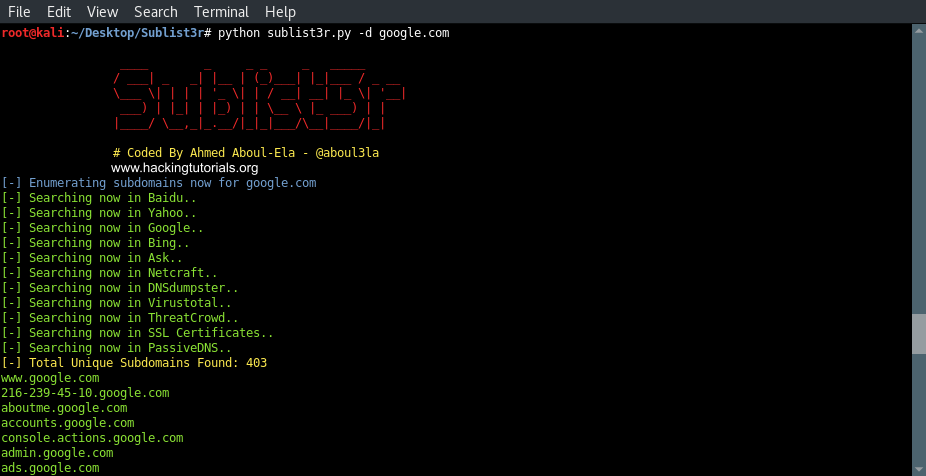 File Edit View Search Terminal Help
root@kali:~/Desktop/Sublist3r# python sublist3r.py -d google.com
Sublist3r
# Coded By Ahmed Aboul-Ela - @aboul3la
www.hackingtutorials.org
[-] Enumerating subdomains now for google.com
[-] Searching now in Baidu..
[-] Searching now in Yahoo..
[-] Searching now in Google..
[-] Searching now in Bing..
[-] Searching now in Ask..
[-] Searching now in Netcraft..
[-] Searching now in DNSdumpster..
[-] Searching now in Virustotal..
[-] Searching now in ThreatCrowd..
[-] Searching now in SSL Certificates..
[-] Searching now in PassiveDNS..
[-] Total Unique Subdomains Found: 403
www.google.com
216-239-45-10.google.com
aboutme.google.com
accounts.google.com
console.actions.google.com
admin.google.com
ads.google.com